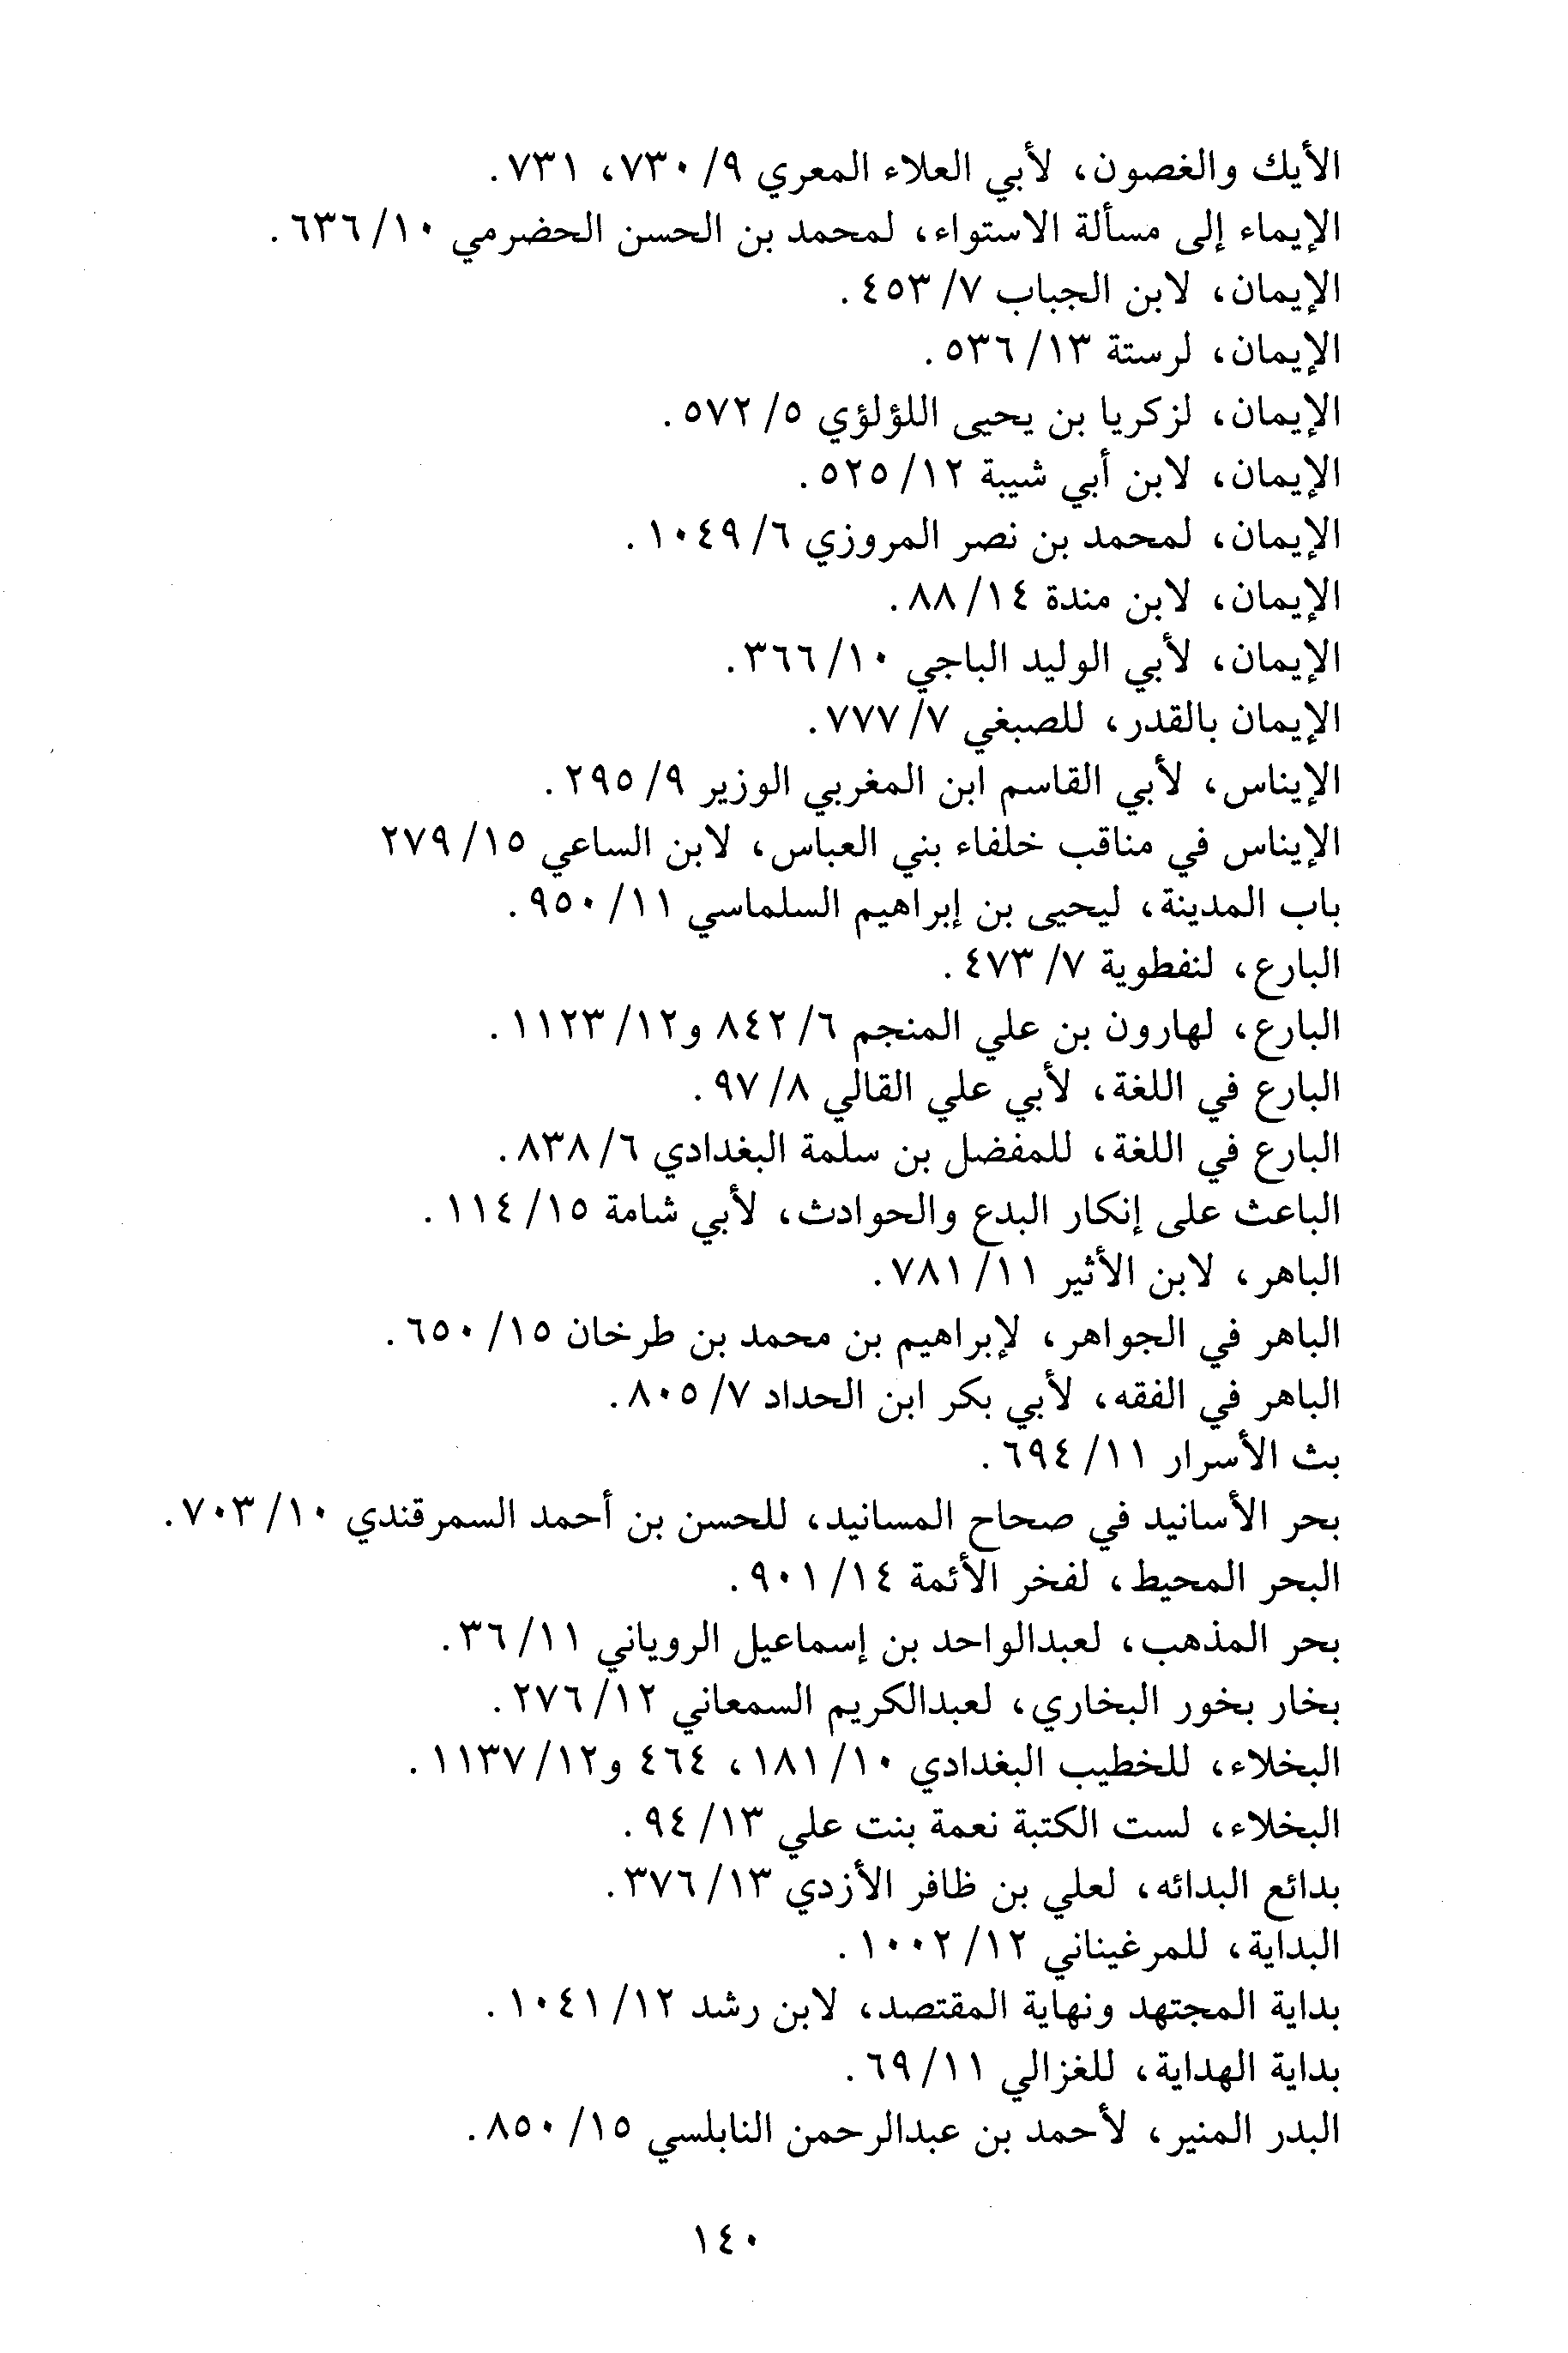 الأيك والغصون، لأبي العلاء المعري ٩/ ٧٣٠، ٧٣١.
الإيماء إلى مسألة الاستواء، لمحمد بن الحسن الحضرمي ١٠/ ٦٣٦.
الإيمان، لابن الجباب ٧/ ٤٥٣.
الإيمان، لرستة ١٣/ ٥٣٦.
الإيمان، لزكريا بن يحيى اللؤلؤي ٥/ ٥٧٢.
الإيمان، لابن أبي شيبة ١٢/ ٥٢٥.
الإيمان، لمحمد بن نصر المروزي ٦/ ١٠٤٩.
الإيمان، لابن مندة ١٤/ ٨٨.
الإيمان، لأبي الوليد الباجي ١٠/ ٣٦٦.
الإيمان بالقدر، للصبغي ٧/ ٧٧٧.
الإيناس، لأبي القاسم ابن المغربي الوزير ٩/ ٢٩٥.
الإيناس في مناقب خلفاء بني العباس، لابن الساعي ١٥/ ٢٧٩
باب المدينة، ليحيى بن إبراهيم السلماسي ١١/ ٩٥٠.
البارع، لنفطوية ٧/ ٤٧٣.
البارع، لهارون بن علي المنجم ٦/ ٨٤٢ و١٢/ ١١٢٣.
البارع في اللغة، لأبي علي القالي ٨/ ٩٧.
البارع في اللغة، للمفضل بن سلمة البغدادي ٦/ ٨٣٨.
الباعث على إنكار البدع والحوادث، لأبي شامة ١٥/ ١١٤.
الباهر، لابن الأثير ١١/ ٧٨١.
الباهر في الجواهر، لإبراهيم بن محمد بن طرخان ١٥/ ٦٥٠.
الباهر في الفقه، لأبي بكر ابن الحداد ٧/ ٨٠٥.
بث الأسرار ١١/ ٦٩٤.
بحر الأسانيد في صحاح المسانيد، للحسن بن أحمد السمرقندي ١٠/ ٧٠٣.
البحر المحيط، لفخر الأئمة ١٤/ ٩٠١.
بحر المذهب، لعبدالواحد بن إسماعيل الروياني ١١/ ٣٦.
بخار بخور البخاري، لعبدالكريم السمعاني ١٢/ ٢٧٦.
البخلاء، للخطيب البغدادي ١٠/ ١٨١، ٤٦٤ و١٢/ ١١٣٧.
البخلاء، لست الكتبة نعمة بنت علي ١٣/ ٩٤.
بدائع البدائه، لعلي بن ظافر الأزدي ١٣/ ٣٧٦.
البداية، للمرغيناني ١٢/ ١٠٠٢.
بداية المجتهد ونهاية المقتصد، لابن رشد ١٢/ ١٠٤١.
بداية الهداية، للغزالي ١١/ ٦٩.
البدر المنير، لأحمد بن عبدالرحمن النابلسي ١٥/ ٨٥٠.
١٤٠